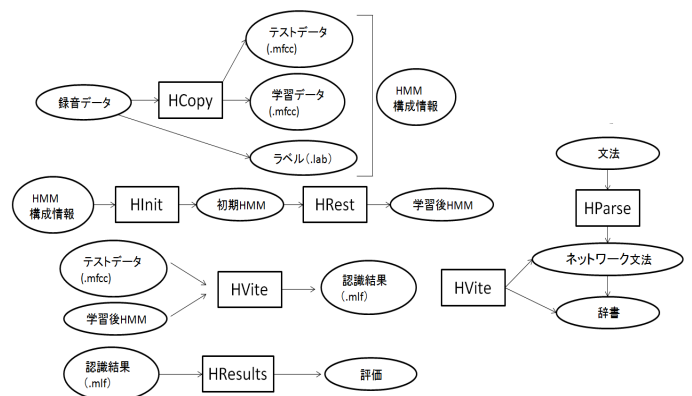 テストデータ
(.mfcc)
録音データ
HCopy
学習データ
(.mfcc)
ラベル(.lab)
HMM
構成情報
文法
HParse
ネットワーク文法
HVite
辞書
HMM
構成情報
HInit
初期HMM
HRest
学習後HMM
テストデータ
(.mfcc)
学習後HMM
HVite
認識結果
(.mlf)
認識結果
(.mlf)
HResults
評価